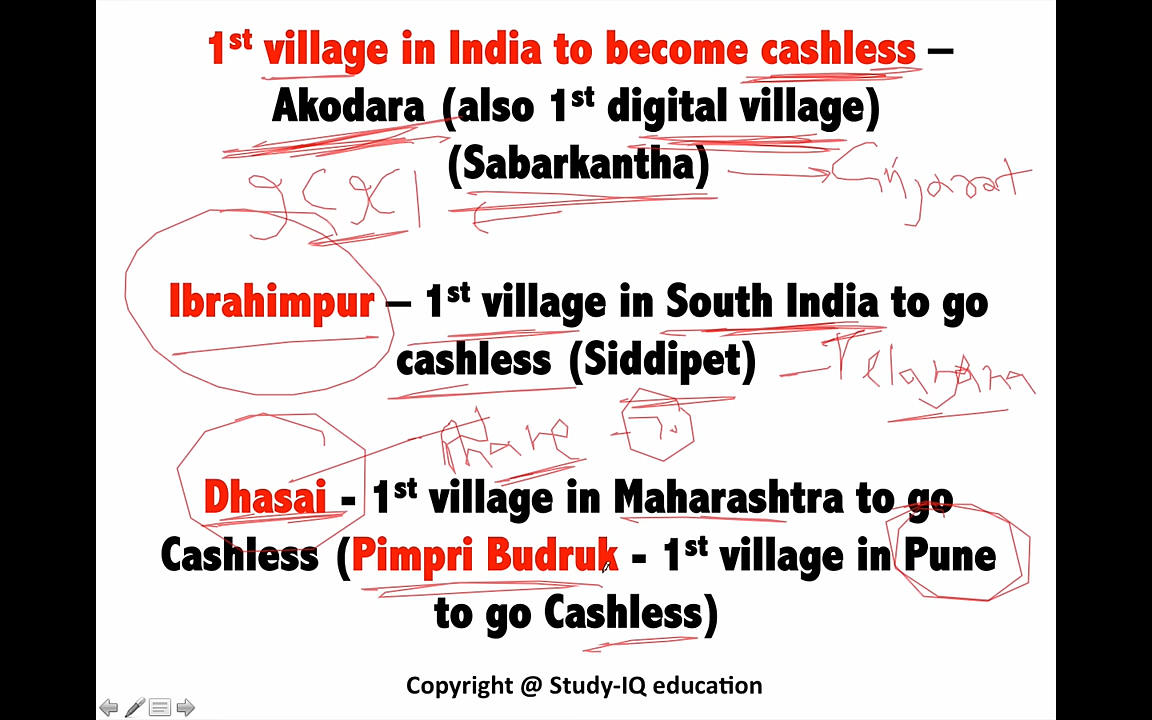 1st village in India to become cashless –
Akodara (also 1st digital village)
(Sabarkantha)
Gujarat
Ibrahimpur – 1st village in South India to go
cashless (Siddipet)
Telangana
Thane
Dhasai - 1st village in Maharashtra to go
Cashless (Pimpri Budruk - 1st village in Pune
to go Cashless)
Copyright @ Study-IQ education